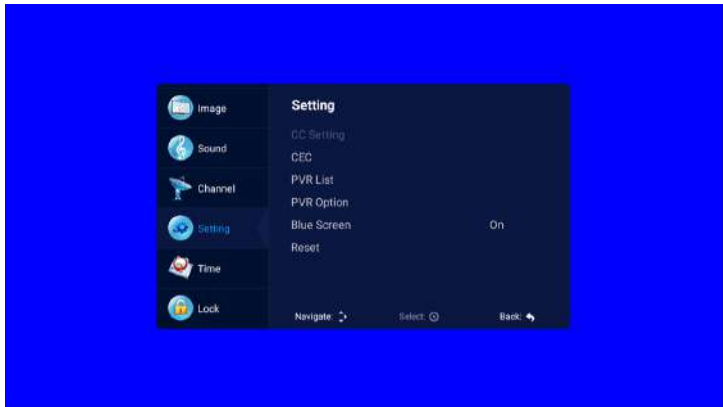 Image
Sound
Channel
Setting
Time
Lock
Setting
CC Setting
CEC
PVR List
PVR Option
Blue Screen On
Reset
Navigate: Select: Back: